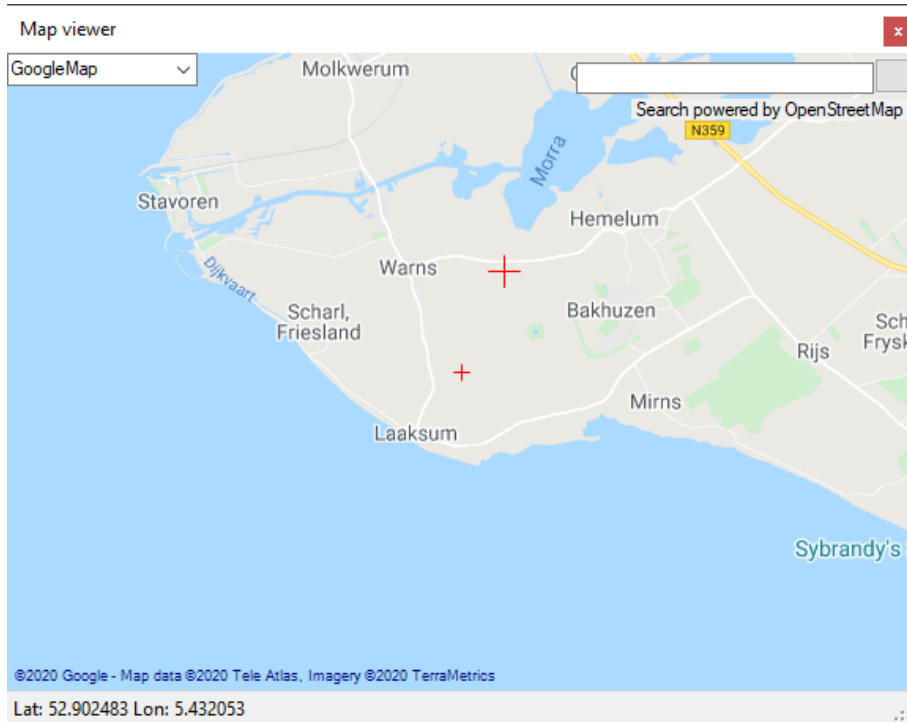 Map viewer
x
GoogleMap
Molkwerum
Search powered by OpenStreetMap
N359
Morra
Stavoren
Hemelum
Dijkvaart
Warns
Scharl,
Friesland
Bakhuzen
Sch
Frysk
Rijs
Mirns
Laaksum
Sybrandy's
©2020 Google - Map data ©2020 Tele Atlas, Imagery ©2020 TerraMetrics
Lat: 52.902483 Lon: 5.432053